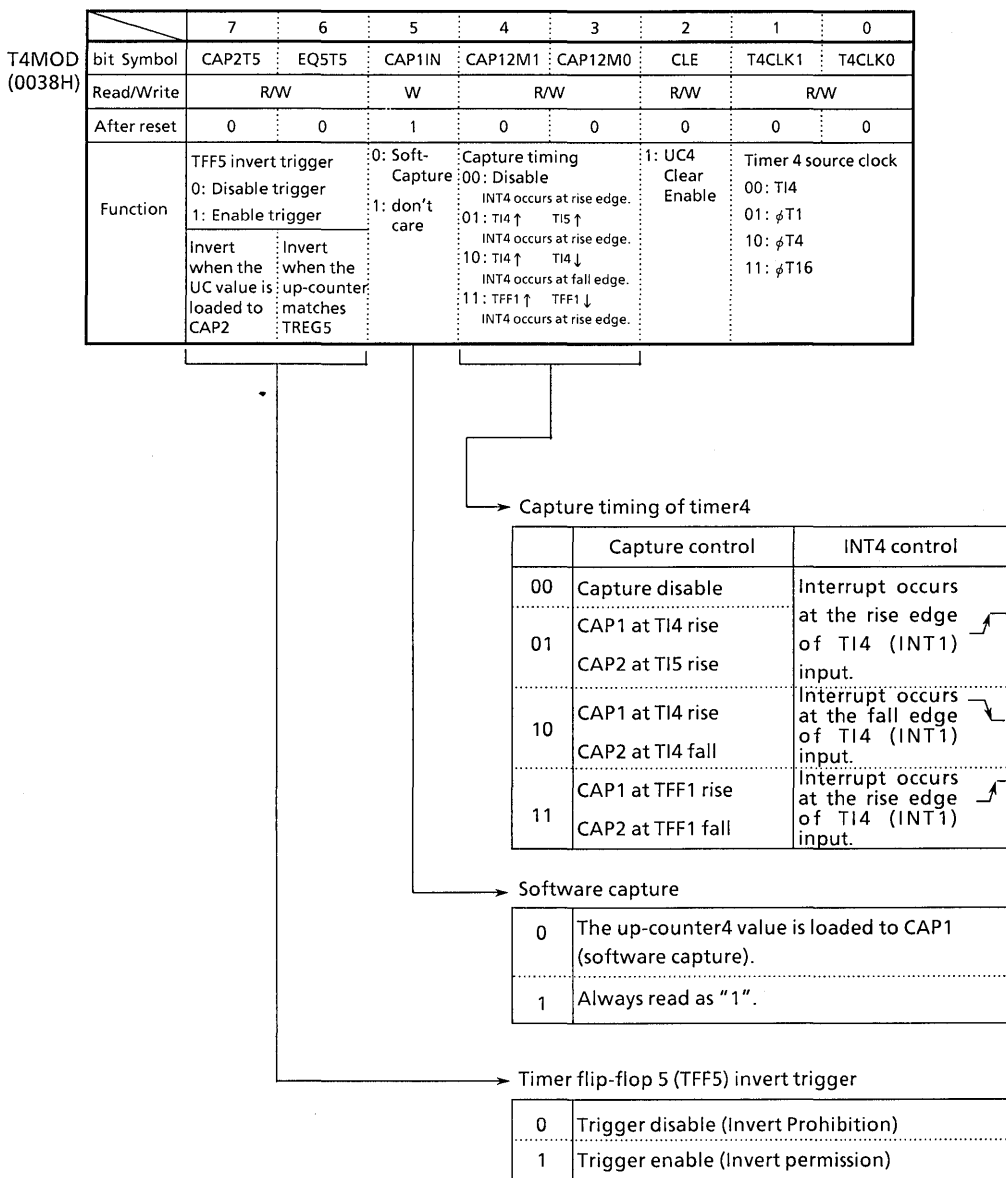 7 6 5 4 3 2 1 0
T4MOD
(0038H)
bit Symbol CAP2T5 EQ5T5 CAP1IN CAP12M1 CAP12M0 CLE T4CLK1 T4CLK0
Read/Write R/W W R/W R/W R/W
After reset 0 0 1 0 0 0 0 0
Function
TFF5 invert trigger
0: Disable trigger
1: Enable trigger
Invert
when the
UC value is
loaded to
CAP2
Invert
when the
up-counter
matches
TREG5
0: Soft-
Capture
1: don't
care
Capture timing
00: Disable
INT4 occurs at rise edge.
01: TI4↑ TI5↑
INT4 occurs at rise edge.
10: TI4↑ TI4↓
INT4 occurs at fall edge.
11: TFF1↑ TFF1↓
INT4 occurs at rise edge.
1: UC4
Clear
Enable
Timer 4 source clock
00: TI4
01: ϕT1
10: ϕT4
11: ϕT16
Capture timing of timer4
Capture control INT4 control
00 Capture disable
01
CAP1 at TI4 rise
CAP2 at TI5 rise
Interrupt occurs
at the rise edge
of TI4 (INT1)
input.
10
CAP1 at TI4 rise
CAP2 at TI4 fall
Interrupt occurs
at the fall edge
of TI4 (INT1)
input.
11
CAP1 at TFF1 rise
CAP2 at TFF1 fall
Interrupt occurs
at the rise edge
of TI4 (INT1)
input.
Software capture
0 The up-counter4 value is loaded to CAP1
(software capture).
1 Always read as "1".
Timer flip-flop 5 (TFF5) invert trigger
0 Trigger disable (Invert Prohibition)
1 Trigger enable (Invert permission)